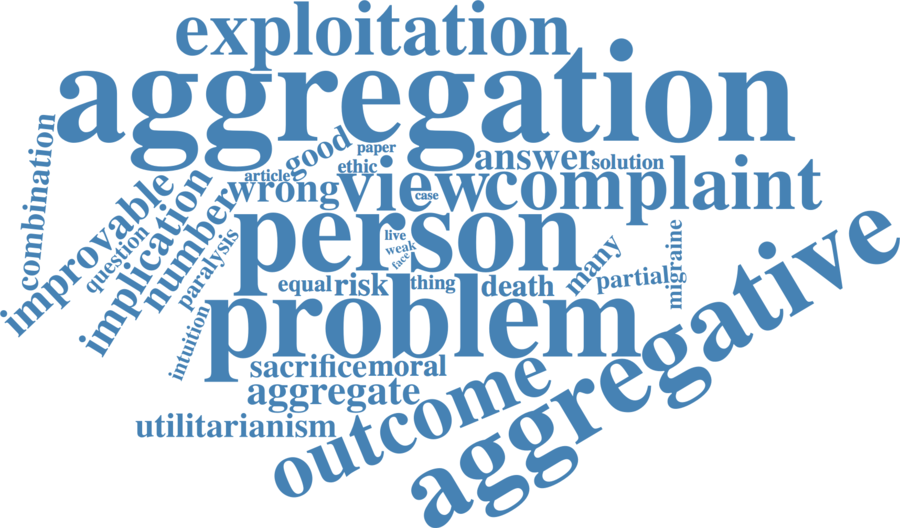 exploitation
aggregation
combination
good
paper
ethic
article
answer
solution
wrong
view
case
complaint
improvable
question
implication
number
paralysis
intuition
person
live
weak
face
many
migraine
equal
risk
thing
death
partial
problem
sacrifice
moral
aggregate
utilitarianism
outcome
aggregative